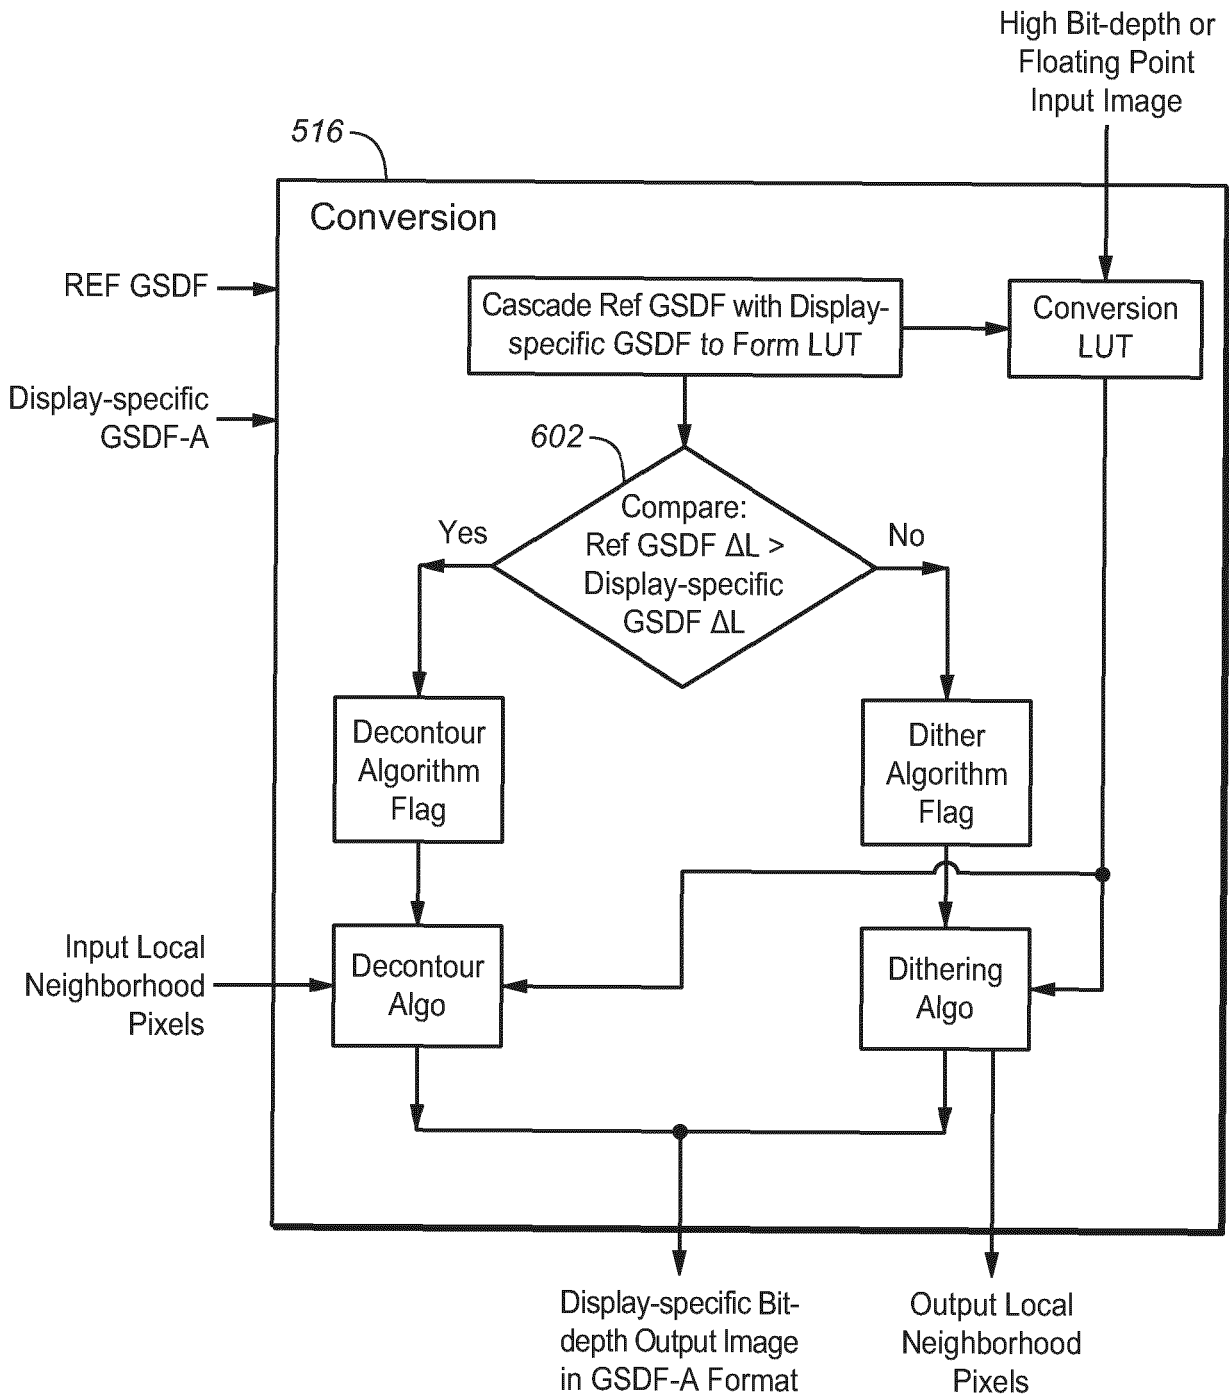 High Bit-depth or
Floating Point
Input Image
516
Conversion
REF GSDF
Cascade Ref GSDF with Display-
specific GSDF to Form LUT
Conversion
LUT
Display-specific
GSDF-A
602
Compare:
Ref GSDF ΔL >
Display-specific
GSDF ΔL
Yes
No
Decontour
Algorithm
Flag
Dither
Algorithm
Flag
Input Local
Neighborhood
Pixels
Decontour
Algo
Dithering
Algo
Display-specific Bit-
depth Output Image
in GSDF-A Format
Output Local
Neighborhood
Pixels